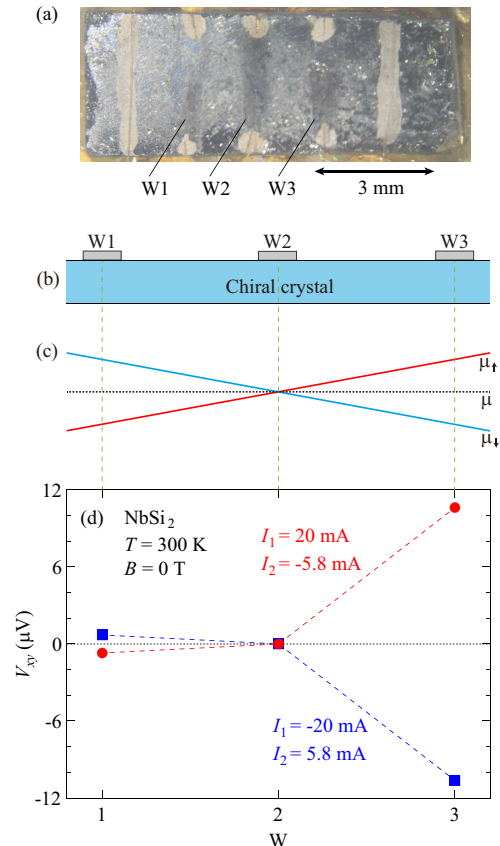 (a)
W1 W2 W3
3 mm
W1 W2 W3
(b) Chiral crystal
(c)
μ↑
μ
μ↓
(d) NbSi₂
T = 300 K
B = 0 T
I₁ = 20 mA
I₂ = -5.8 mA
I₁ = -20 mA
I₂ = 5.8 mA
12
6
0
-6
-12
Vxy (μV)
1 2 3
W